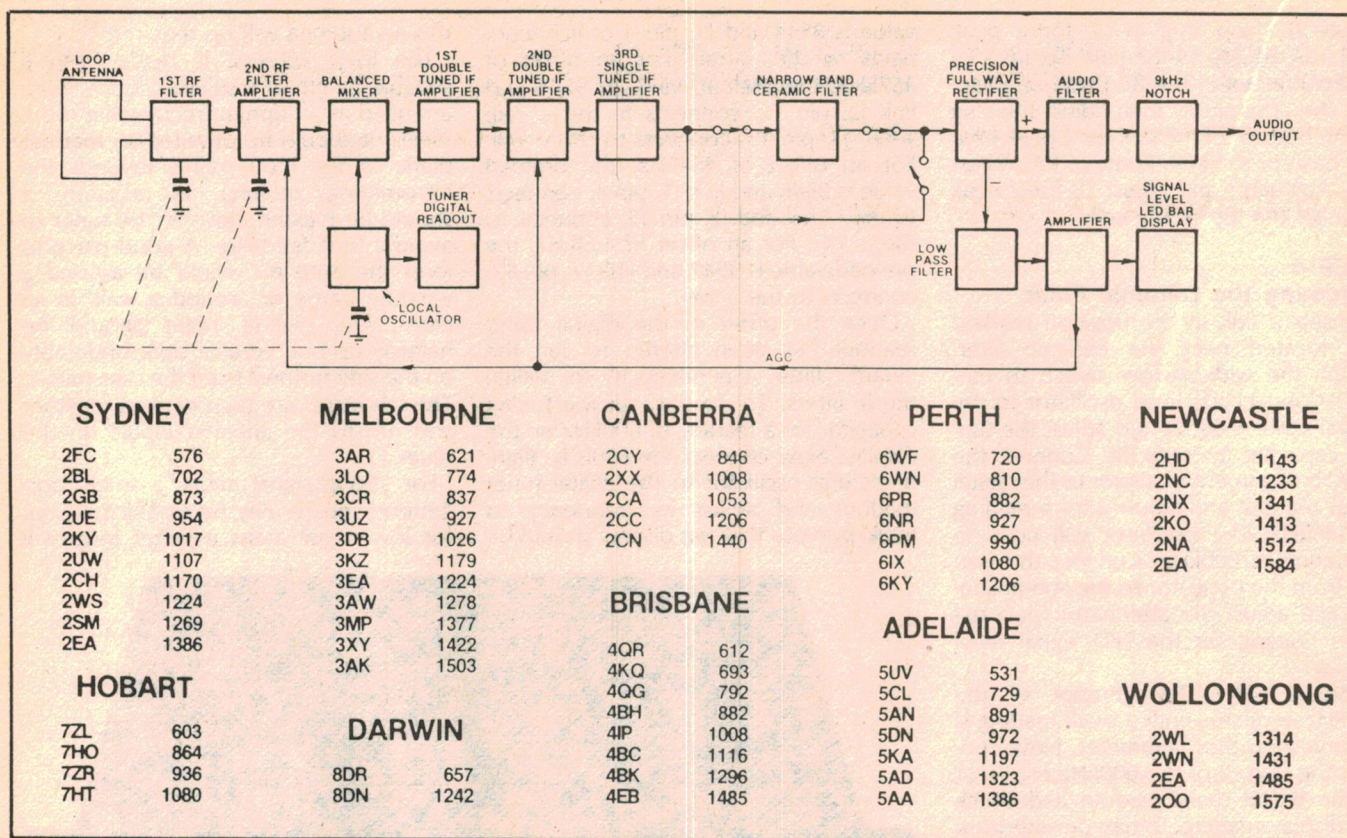 LOOP
ANTENNA
1ST RF
FILTER
2ND RF
FILTER
AMPLIFIER
BALANCED
MIXER
1ST
DOUBLE
TUNED IF
AMPLIFIER
2ND
DOUBLE
TUNED IF
AMPLIFIER
3RD
SINGLE
TUNED IF
AMPLIFIER
NARROW BAND
CERAMIC FILTER
PRECISION
FULL WAVE
RECTIFIER
AUDIO
FILTER
9kHz
NOTCH
+
AUDIO
OUTPUT
TUNER
DIGITAL
READOUT
LOCAL
OSCILLATOR
LOW
PASS
FILTER
AMPLIFIER
SIGNAL
LEVEL
LED BAR
DISPLAY
AGC
SYDNEY
2FC 576
2BL 702
2GB 873
2UE 954
2KY 1017
2UW 1107
2CH 1170
2WS 1224
2SM 1269
2EA 1386
HOBART
7ZL 603
7HO 864
7ZR 936
7HT 1080
MELBOURNE
3AR 621
3LO 774
3CR 837
3UZ 927
3DB 1026
3KZ 1179
3EA 1224
3AW 1278
3MP 1377
3XY 1422
3AK 1503
DARWIN
8DR 657
8DN 1242
CANBERRA
2CY 846
2XX 1008
2CA 1053
2CC 1206
2CN 1440
BRISBANE
4QR 612
4KQ 693
4QG 792
4BH 882
4IP 1008
4BC 1116
4BK 1296
4EB 1485
PERTH
6WF 720
6WN 810
6PR 882
6NR 927
6PM 990
6IX 1080
6KY 1206
ADELAIDE
5UV 531
5CL 729
5AN 891
5DN 972
5KA 1197
5AD 1323
5AA 1386
NEWCASTLE
2HD 1143
2NC 1233
2NX 1341
2KO 1413
2NA 1512
2EA 1584
WOLLONGONG
2WL 1314
2WN 1431
2EA 1485
2OO 1575